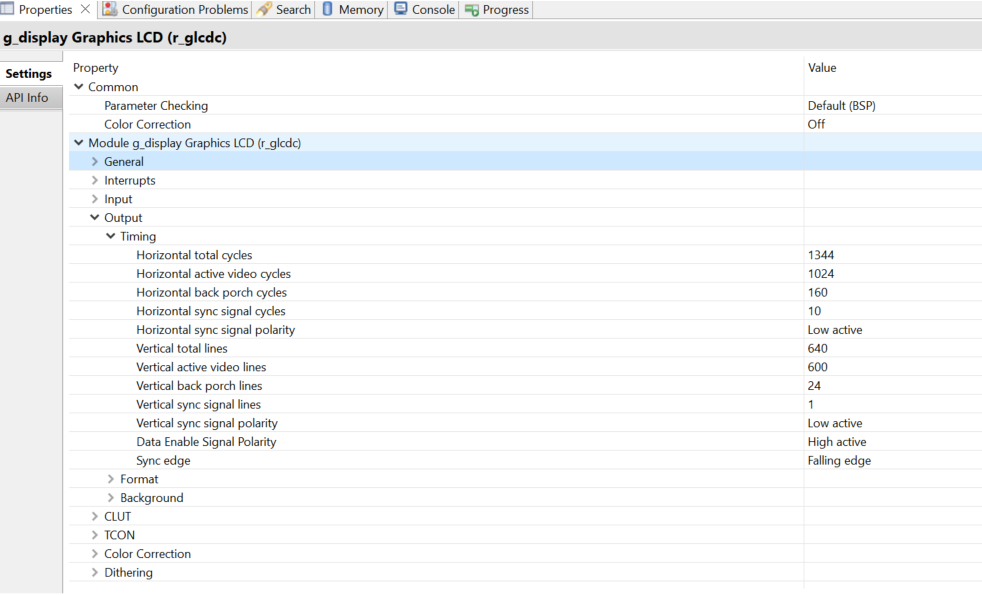 Properties Configuration Problems Search Memory Console Progress
g_display Graphics LCD (r_glcdc)
Settings
API Info
Property Value
Common
Parameter Checking Default (BSP)
Color Correction Off
Module g_display Graphics LCD (r_glcdc)
General
Interrupts
Input
Output
Timing
Horizontal total cycles 1344
Horizontal active video cycles 1024
Horizontal back porch cycles 160
Horizontal sync signal cycles 10
Horizontal sync signal polarity Low active
Vertical total lines 640
Vertical active video lines 600
Vertical back porch lines 24
Vertical sync signal lines 1
Vertical sync signal polarity Low active
Data Enable Signal Polarity High active
Sync edge Falling edge
Format
Background
CLUT
TCON
Color Correction
Dithering